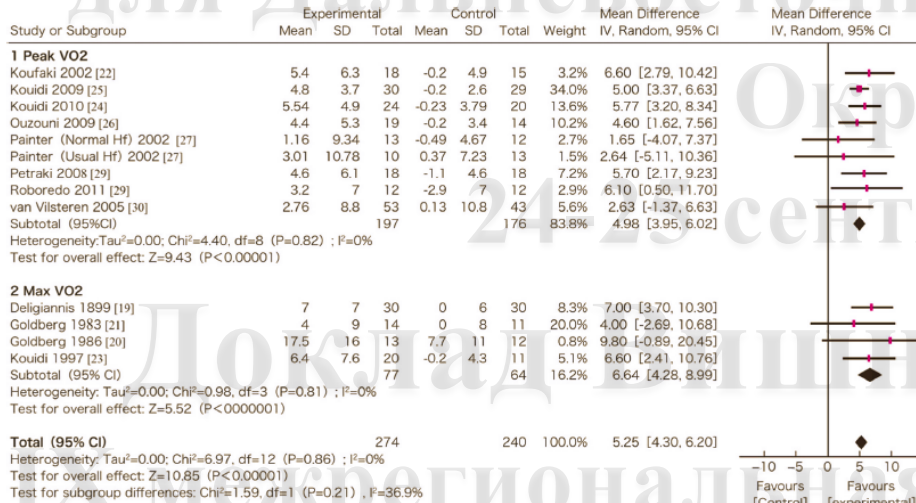 для Дальневосточн
Experimental Control Mean Difference Mean Difference
Study or Subgroup Mean SD Total Mean SD Total Weight IV, Random, 95% CI IV, Random, 95% CI
1 Peak VO2
Koufaki 2002 [22] 5.4 6.3 18 -0.2 4.9 15 3.2% 6.60 [2.79, 10.42]
Kouidi 2009 [25] 4.8 3.7 30 -0.2 2.6 29 34.0% 5.00 [3.37, 6.63]
Kouidi 2010 [24] 5.54 4.9 24 -0.23 3.79 20 13.6% 5.77 [3.20, 8.34]
Окр
Ouzouni 2009 [26] 4.4 5.3 19 -0.2 3.4 14 10.2% 4.60 [1.62, 7.56]
Painter (Normal Hf) 2002 [27] 1.16 9.34 13 -0.49 4.67 12 2.7% 1.65 [-4.07, 7.37]
Painter (Usual Hf) 2002 [27] 3.01 10.78 10 0.37 7.23 13 1.5% 2.64 [-5.11, 10.36]
Petraki 2008 [29] 4.6 6.1 18 -1.1 4.6 18 5.7% 5.70 [2.17, 9.23]
Roboredo 2011 [29] 3.2 7 12 -2.9 7 12 2.9% 6.10 [0.50, 11.70]
van Vilsteren 2005 [30] 2.76 8.8 53 0.13 10.8 43 5.6% 2.63 [-1.37, 6.63]
Subtotal (95%CI) 197 176 83.8% 4.98 [3.95, 6.02]
24-25 сент
Heterogeneity:Tau²=0.00; Chi²=4.40, df=8 (P=0.82) ; I²=0%
Test for overall effect: Z=9.43 (P<0.00001)
2 Max VO2
Deligiannis 1899 [19] 7 7 30 0 6 30 8.3% 7.00 [3.70, 10.30]
Goldberg 1983 [21] 4 9 14 0 8 11 20.0% 4.00 [-2.69, 10.68]
Goldberg 1986 [20] 17.5 16 13 7.7 11 12 0.8% 9.80 [-0.89, 20.45]
Kouidi 1997 [23] 6.4 7.6 20 -0.2 4.3 11 5.1% 6.60 [2.41, 10.76]
Доклад Вишн
Subtotal (95% CI) 77 64 16.2% 6.64 [4.28, 8.99]
Heterogeneity: Tau²=0.00; Chi²=0.98, df=3 (P=0.81) ; I²=0%
Test for overall effect: Z=5.52 (P<0000001)
Total (95% CI) 274 240 100.0% 5.25 [4.30, 6.20]
Heterogeneity: Tau²=0.00; Chi²=6.97, df=12 (P=0.86) ; I²=0%
Test for overall effect: Z=10.85 (P<0.00001)
Test for subgroup differences: Chi²=1.59, df=1 (P=0.21) , I²=36.9%
межрегиональная
-10 -5 0 5 10
Favours Favours
[Control] [experimental]